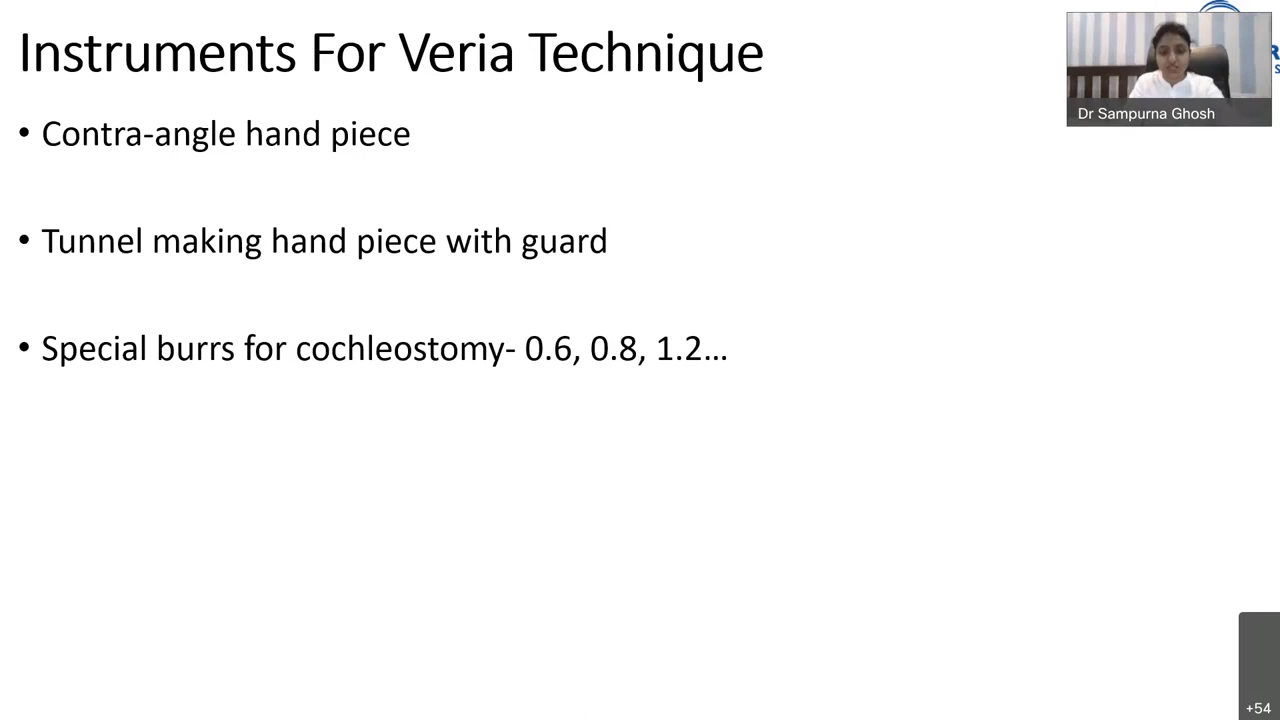 Instruments For Veria Technique
• Contra-angle hand piece
• Tunnel making hand piece with guard
• Special burrs for cochleostomy- 0.6, 0.8, 1.2...
Dr Sampurna Ghosh
+54